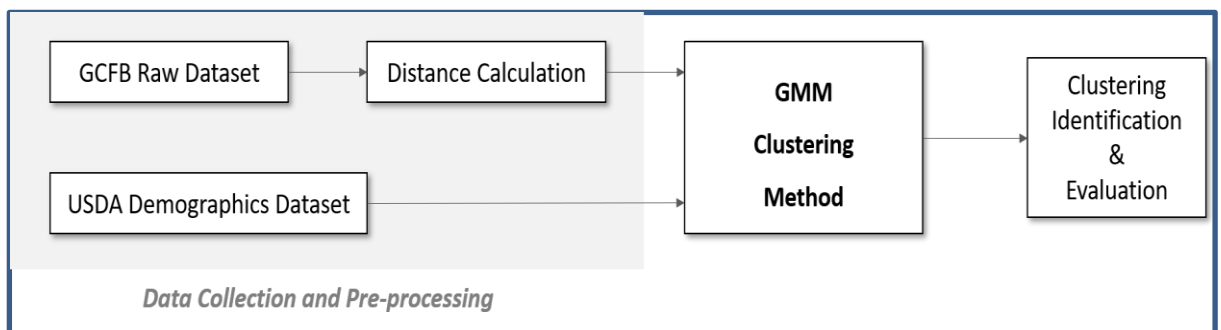 GCFB Raw Dataset
Distance Calculation
USDA Demographics Dataset
GMM
Clustering
Method
Clustering
Identification
&
Evaluation
Data Collection and Pre-processing